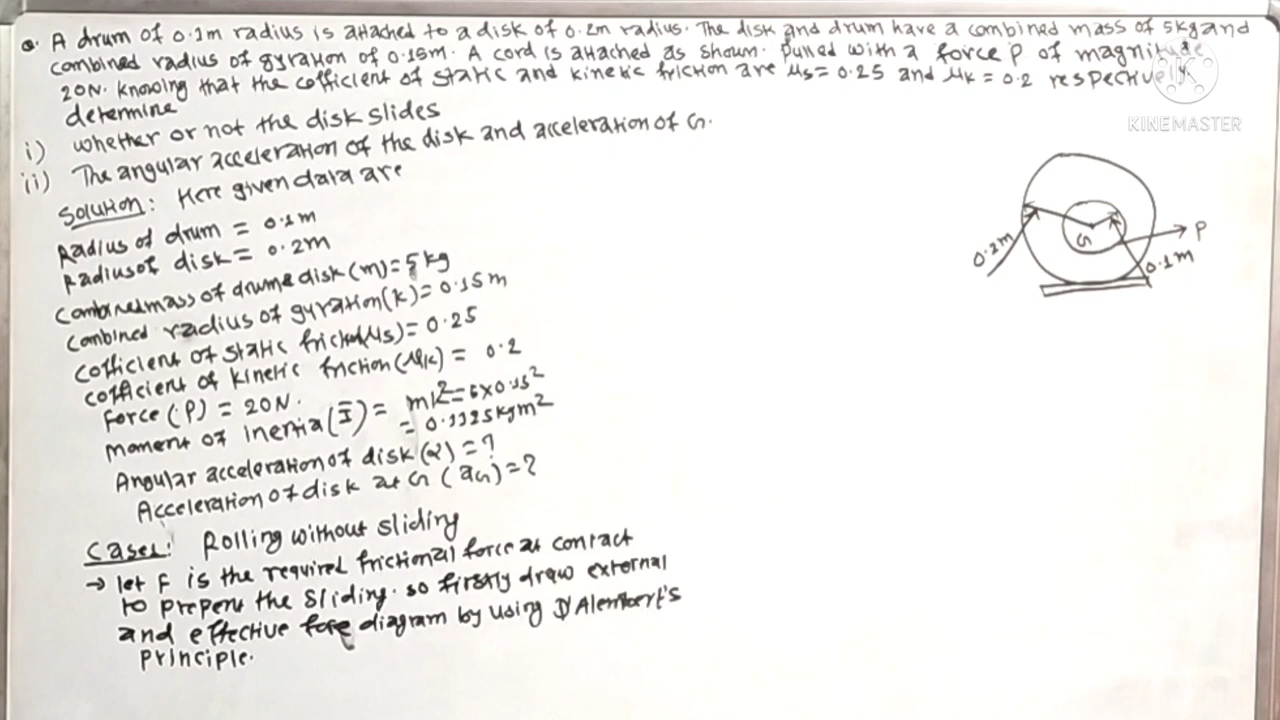 Q. A drum of 0.1m radius is attached to a disk of 0.2m radius. The disk and drum have a combined mass of 5kg and
combined radius of gyration of 0.15m. A cord is attached as shown. Pulled with a force P of magnitude
20N. Knowing that the cofficient of static and kinetic friction are μs = 0.25 and μk = 0.2 respectively
determine
i) whether or not the disk slides
ii) The angular acceleration of the disk and acceleration of G.
Solution: Here given data are
Radius of drum = 0.1m
Radius of disk = 0.2m
Combined mass of drum & disk (m) = 5kg
Combined radius of gyration (k) = 0.15m
Cofficient of static friction (μs) = 0.25
Cofficient of kinetic friction (μk) = 0.2
Force (P) = 20N.
Moment of inertia (I̅) = mk² = 5×0.15²
= 0.1125kgm²
Angular acceleration of disk (α) = ?
Acceleration of disk at G (aG) = ?
Case1: Rolling without sliding
→ let F is the required frictional force at contact
to prepent the sliding. so firstly draw external
and effective force diagram by using D'Alembert's
principle.
0.2m
G
P
0.1m
K
KINEMASTER